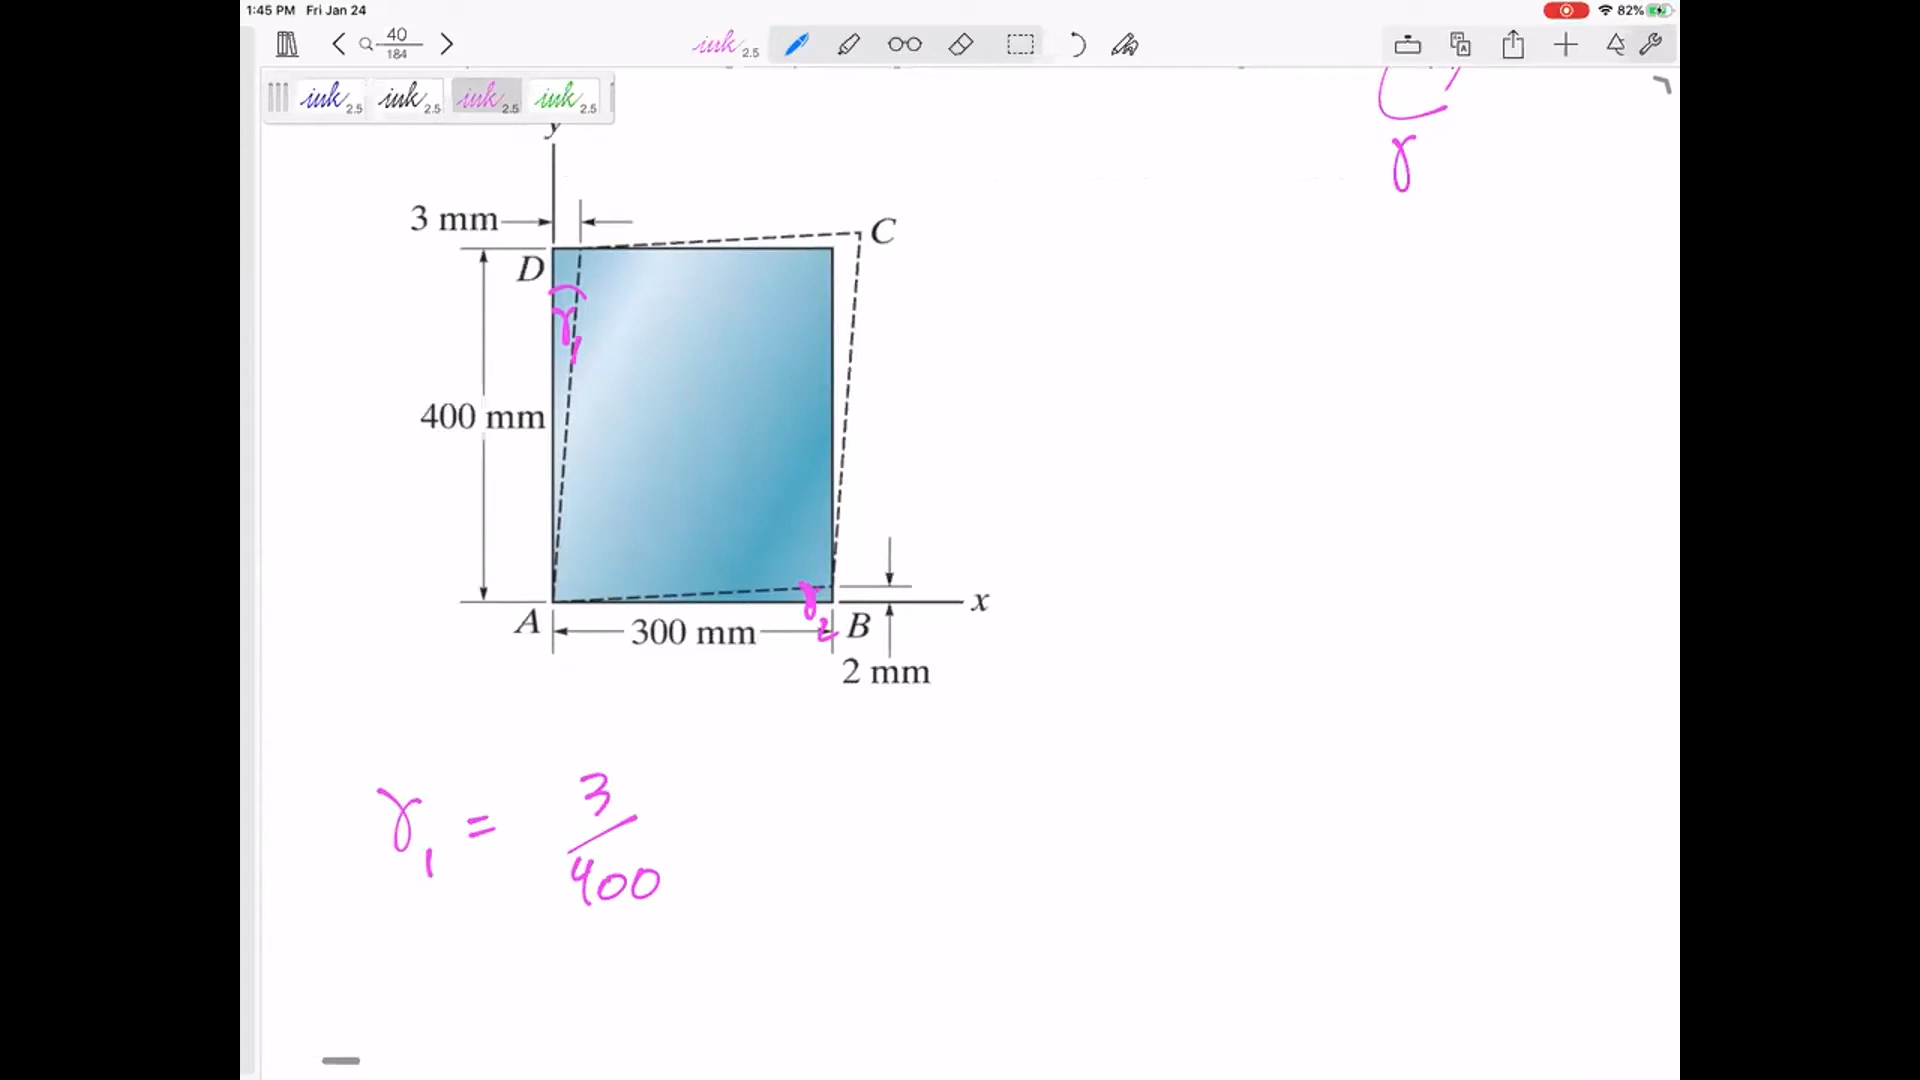 1:45 PM Fri Jan 24
82%
40
184
ink 2.5
ink 2.5 ink 2.5 ink 2.5 ink 2.5
γ
y
3 mm
C
D
γ1
400 mm
γ2
x
A
300 mm
B
2 mm
γ1 = 3/400